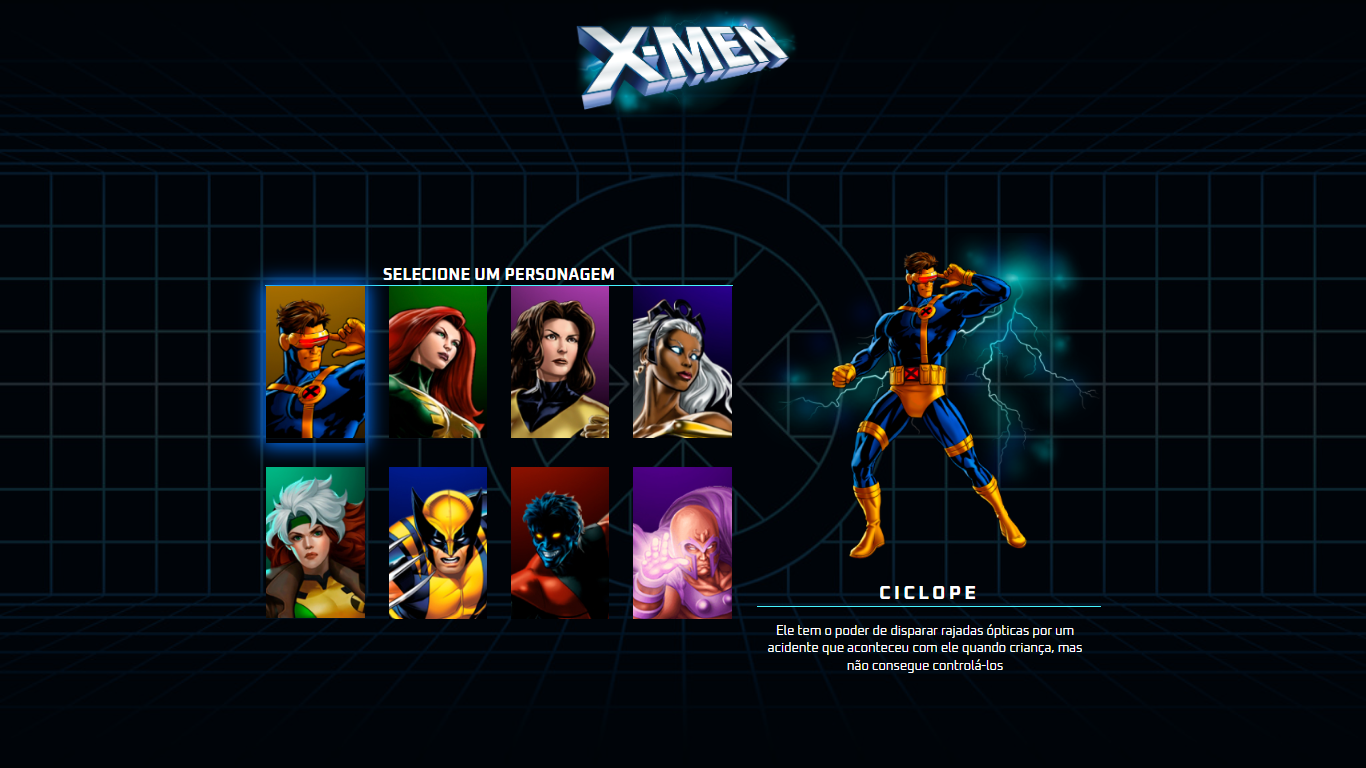 X-MEN
SELECIONE UM PERSONAGEM
CICLOPE
Ele tem o poder de disparar rajadas ópticas por um
acidente que aconteceu com ele quando criança, mas
não consegue controlá-los